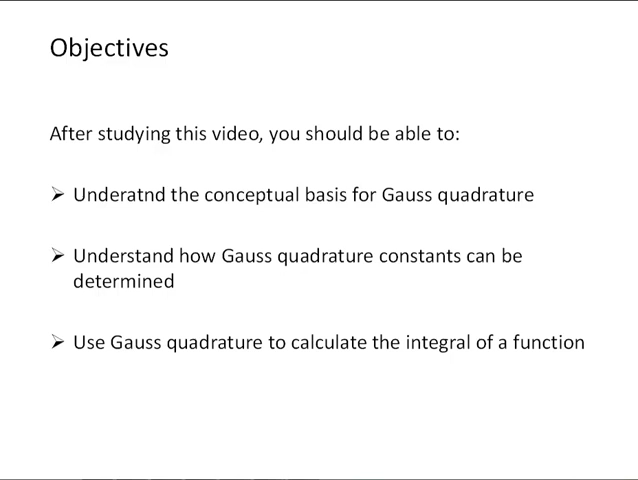 Objectives
After studying this video, you should be able to:
Underatnd the conceptual basis for Gauss quadrature
Understand how Gauss quadrature constants can be
determined
Use Gauss quadrature to calculate the integral of a function